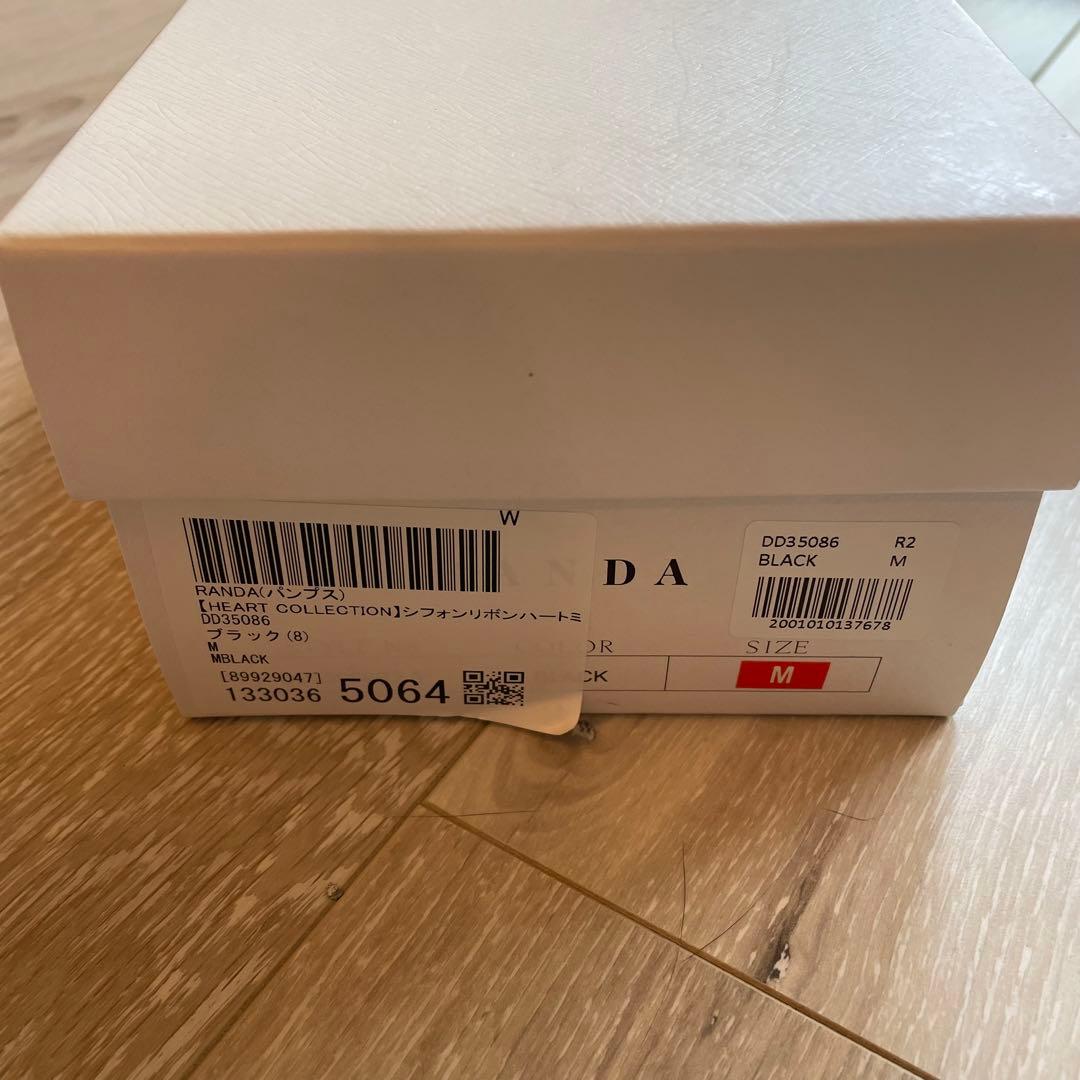 W
RANDA(パンプス)
【HEART COLLECTION】シフォンリボンハートミ
DD35086
ブラック(8)
M
MBLACK
[89929047]
133036 5064
ANDA
DD35086 R2
BLACK M
2001010137678
SIZE
M